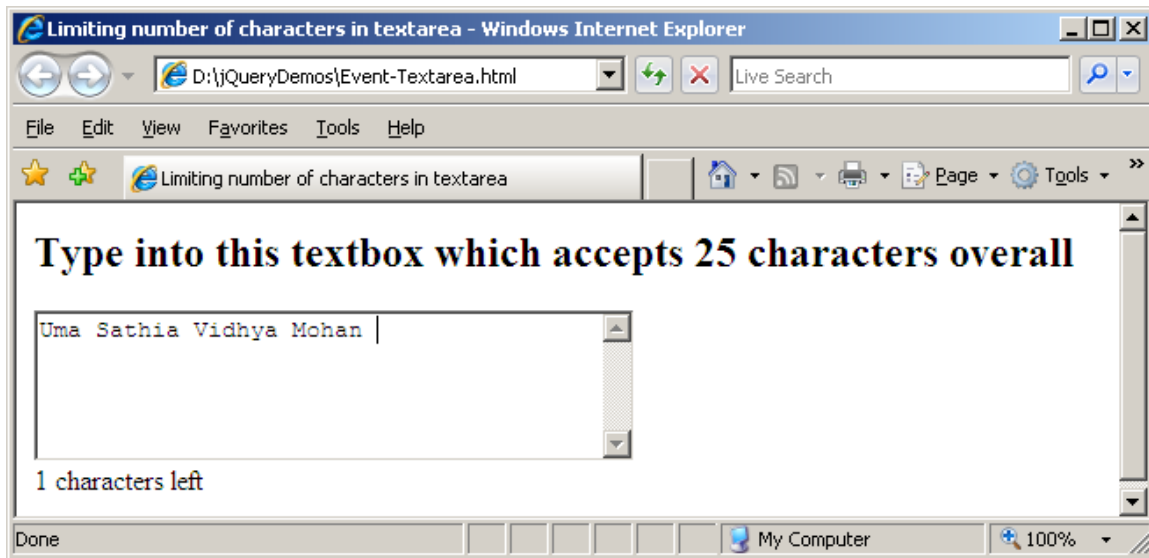 Limiting number of characters in textarea - Windows Internet Explorer
D:\jQueryDemos\Event-Textarea.html Live Search
File Edit View Favorites Tools Help
Limiting number of characters in textarea Page Tools »
Type into this textbox which accepts 25 characters overall
Uma Sathia Vidhya Mohan
1 characters left
Done My Computer 100%